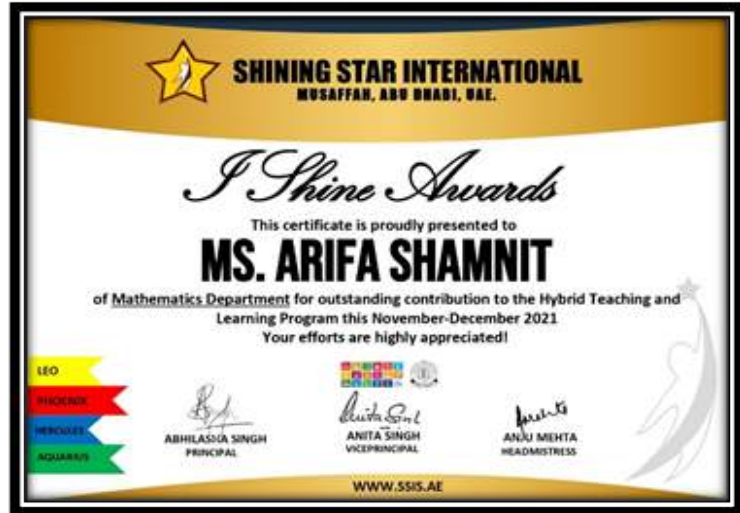 SHINING STAR INTERNATIONAL
MUSAFFAH, ABU DHABI, UAE.
I Shine Awards
This certificate is proudly presented to
MS. ARIFA SHAMNIT
of Mathematics Department for outstanding contribution to the Hybrid Teaching and
Learning Program this November-December 2021
Your efforts are highly appreciated!
LEO
PHOENIX
HERCULES
AQUARIUS
Anita Singh
ABHILASHA SINGH
PRINCIPAL
ANITA SINGH
VICEPRINCIPAL
ANJU MEHTA
HEADMISTRESS
WWW.SSIS.AE